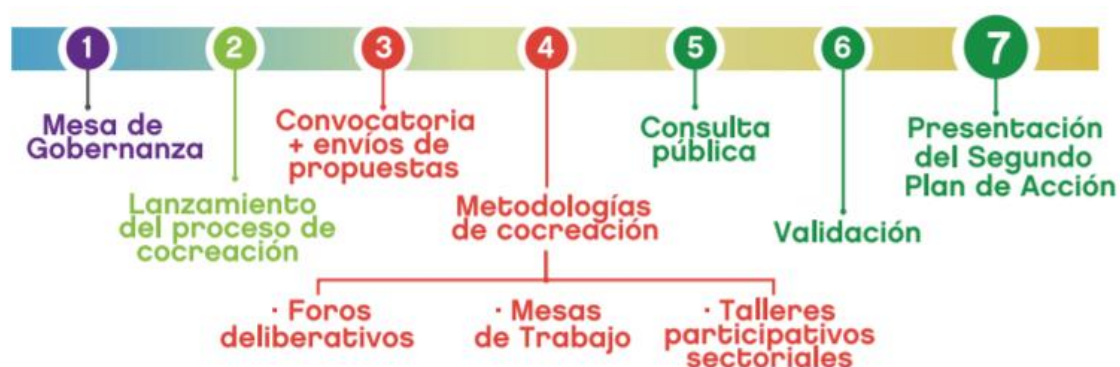 1
Mesa de
Gobernanza
2
Lanzamiento
del proceso de
cocreación
3
Convocatoria
+ envíos de
propuestas
4
Metodologías
de cocreación
· Foros
deliberativos
· Mesas
de Trabajo
· Talleres
participativos
sectoriales
5
Consulta
pública
6
Validación
7
Presentación
del Segundo
Plan de Acción